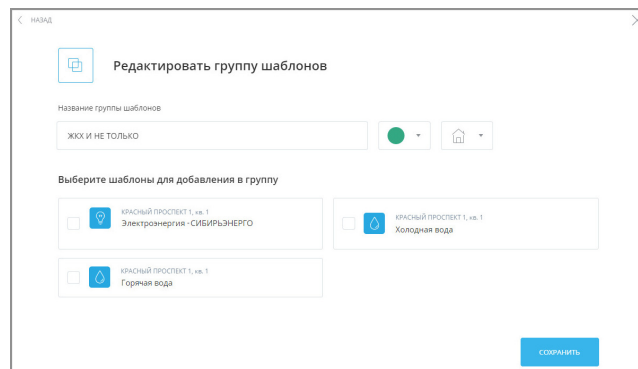 НАЗАД
Редактировать группу шаблонов
Название группы шаблонов
ЖКХ И НЕ ТОЛЬКО
Выберите шаблоны для добавления в группу
КРАСНЫЙ ПРОСПЕКТ 1, кв. 1
Электроэнергия -СИБИРЬЭНЕРГО
КРАСНЫЙ ПРОСПЕКТ 1, кв. 1
Холодная вода
КРАСНЫЙ ПРОСПЕКТ 1, кв. 1
Горячая вода
СОХРАНИТЬ